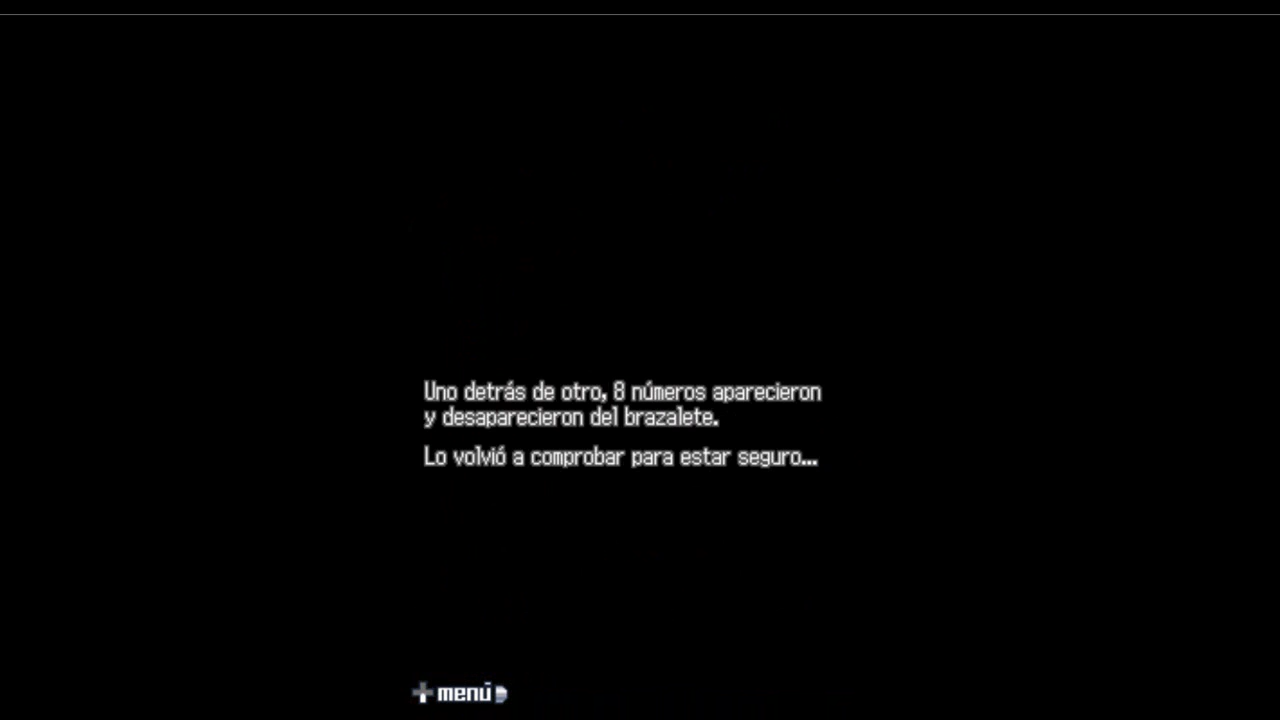 Uno detrás de otro, 8 números aparecieron
y desaparecieron del brazalete.
Lo volvió a comprobar para estar seguro...
menú